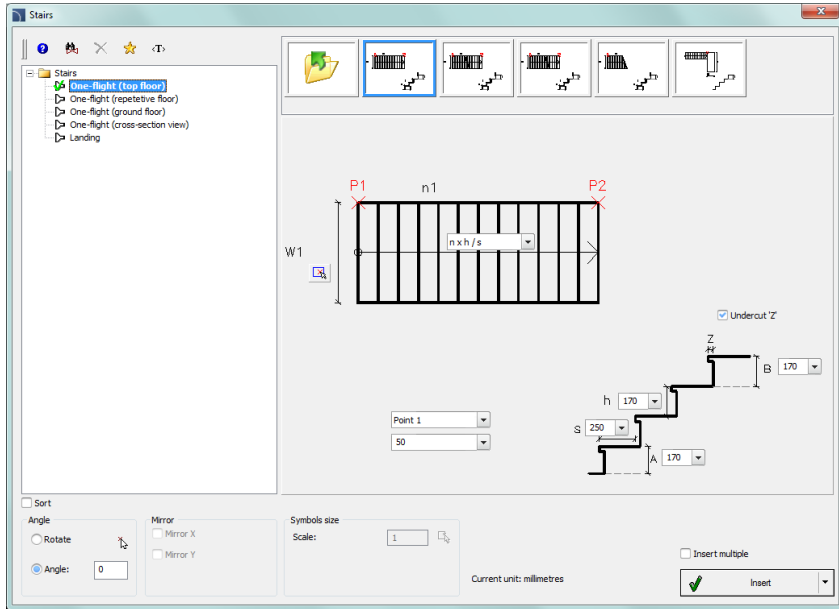 Stairs
‹T›
Stairs
One-flight (top floor)
One-flight (repetetive floor)
One-flight (ground floor)
One-flight (cross-section view)
Landing
P1
n1
P2
n x h / s
W1
Undercut 'Z'
Z
B 170
h 170
Point 1
S 250
50
A 170
Sort
Angle
Rotate
Angle: 0
Mirror
Mirror X
Mirror Y
Symbols size
Scale: 1
Current unit: millimetres
Insert multiple
Insert